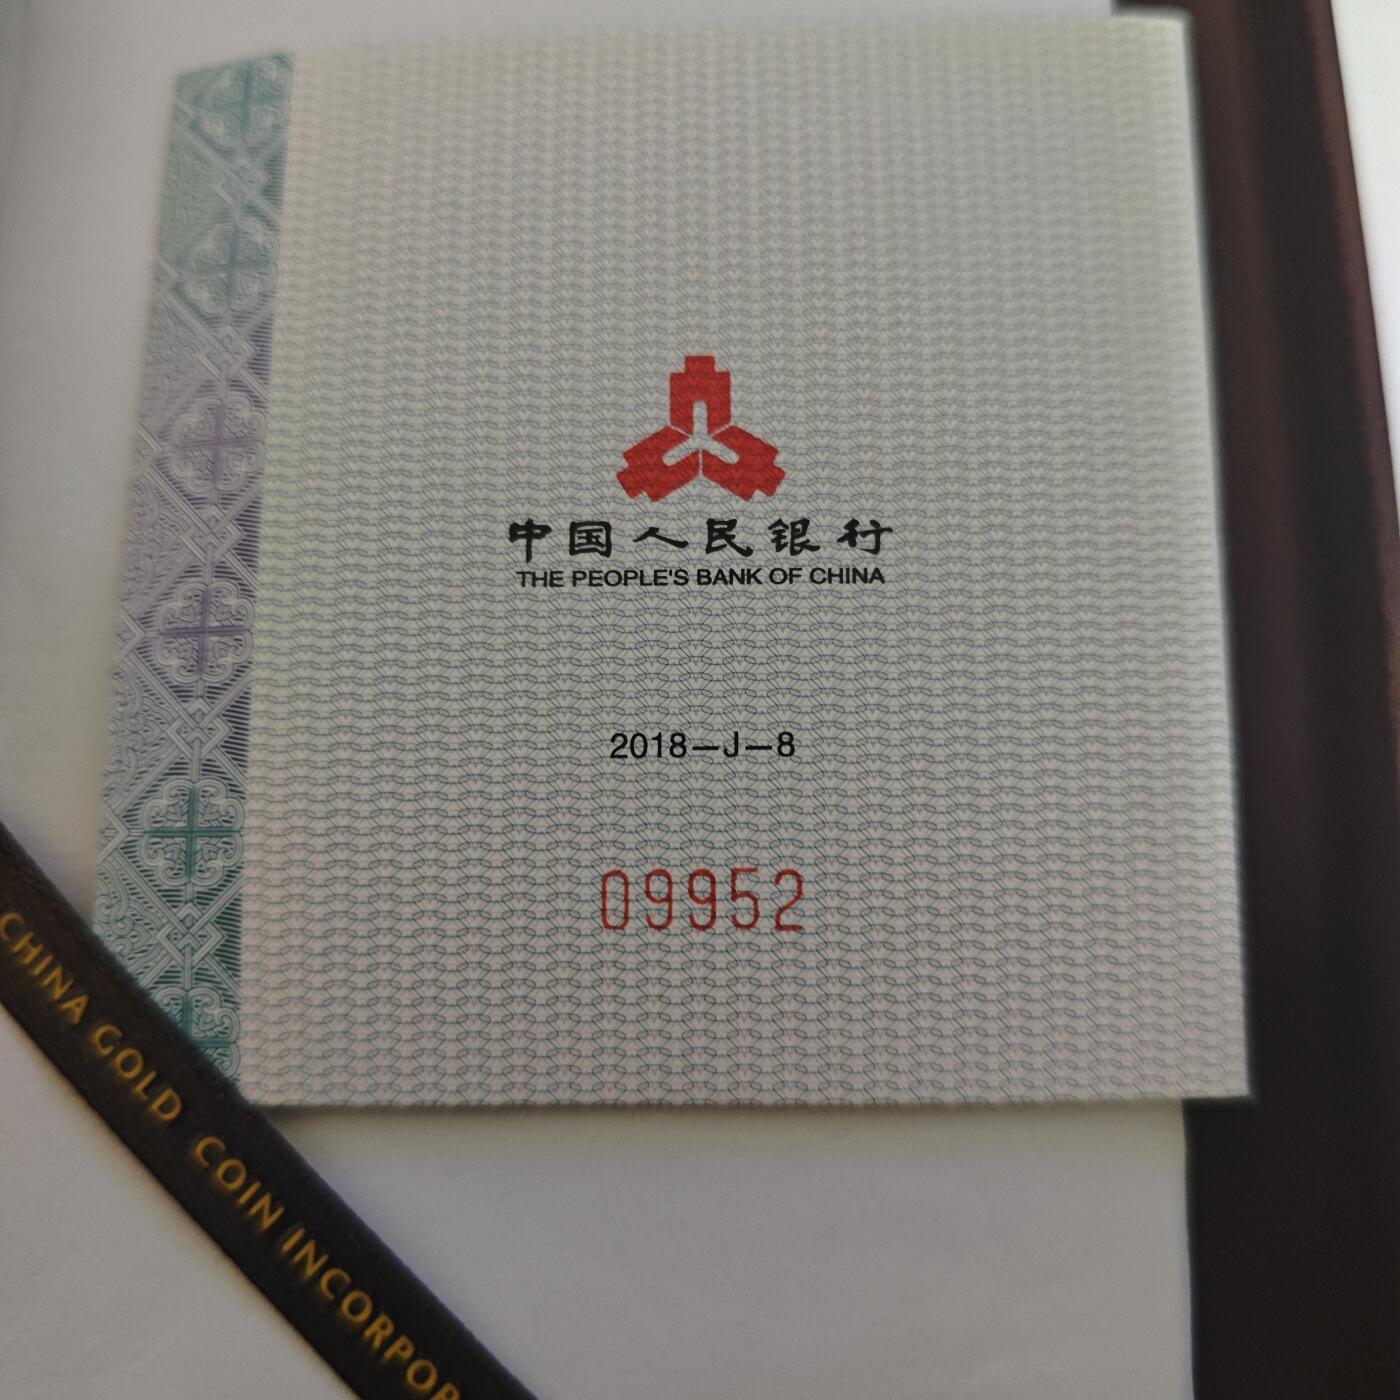 中国人民银行
THE PEOPLE'S BANK OF CHINA
2018—J—8
09952
CHINA GOLD COIN INCORPOR